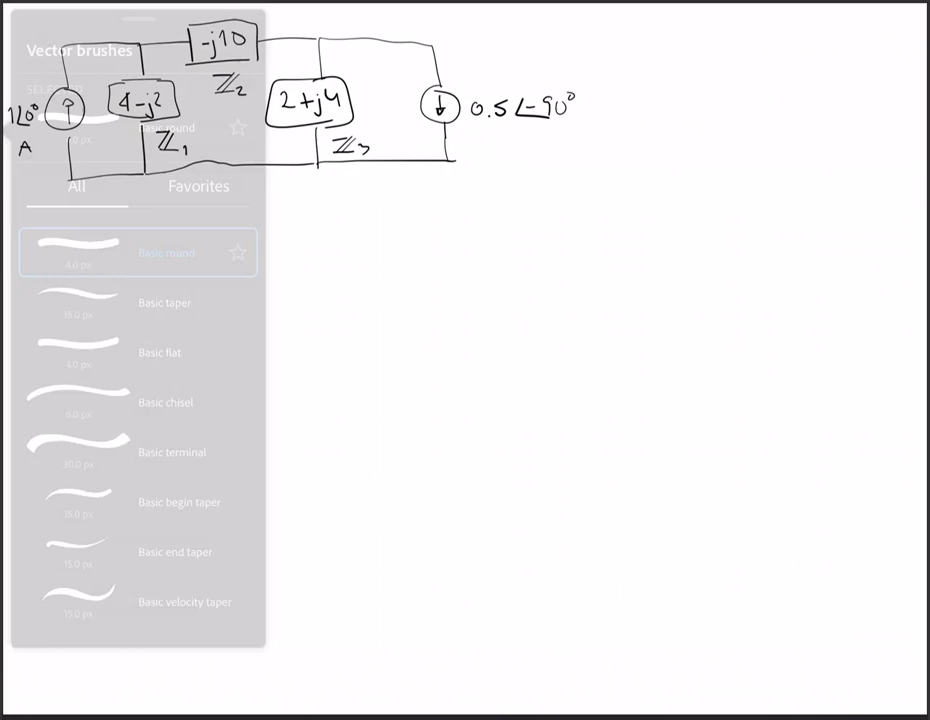 -j10
Vector brushes
Z₂
4-j2
2+j4
1∠0°
A
0.5∠-90°
Basic round
Z₁
Z₃
All
Favorites
Basic round
4.0 px
Basic taper
15.0 px
Basic flat
4.0 px
Basic chisel
6.0 px
Basic terminal
30.0 px
Basic begin taper
15.0 px
Basic end taper
15.0 px
Basic velocity taper
15.0 px